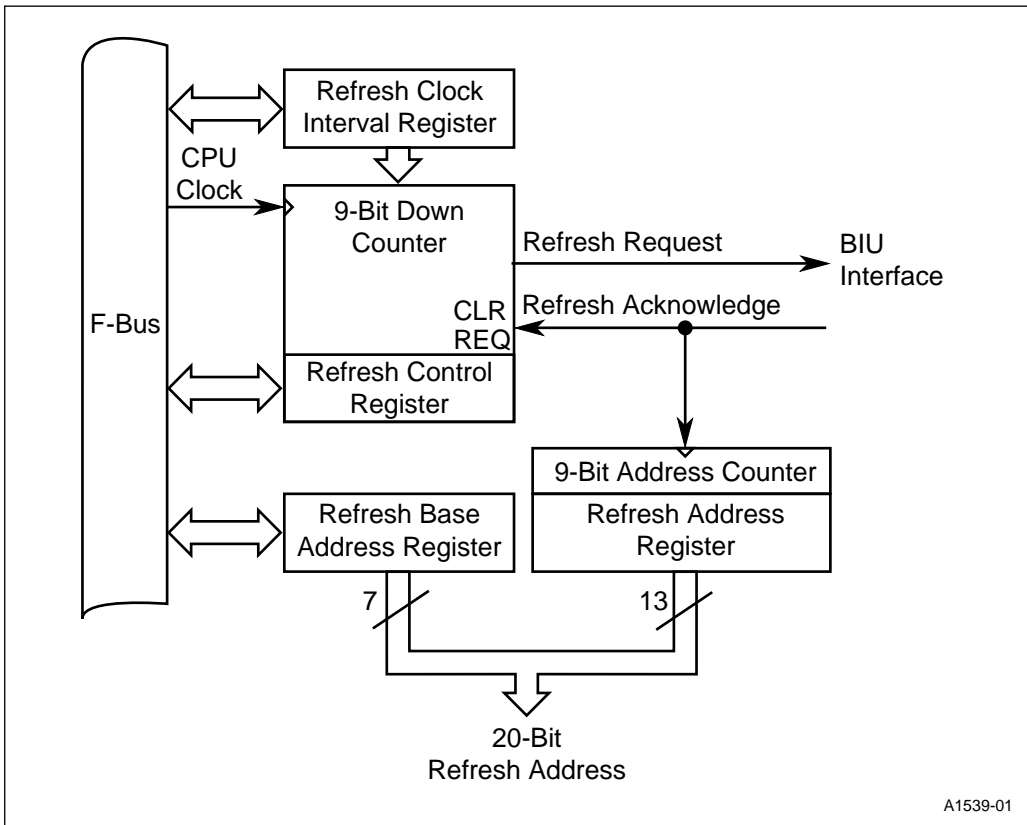 Refresh Clock
Interval Register
CPU
Clock
9-Bit Down
Counter
Refresh Request
BIU
Interface
F-Bus
CLR
REQ
Refresh Acknowledge
Refresh Control
Register
9-Bit Address Counter
Refresh Base
Address Register
Refresh Address
Register
7
13
20-Bit
Refresh Address
A1539-01